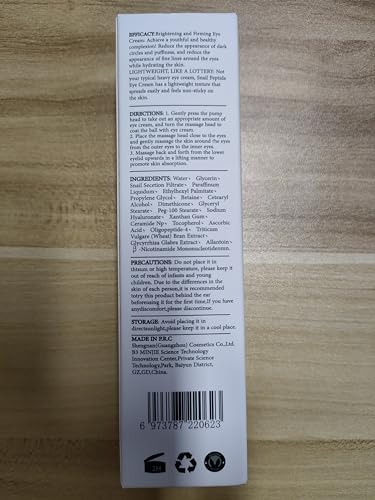 EFFICACY:Brightening and Firming Eye
Cream: Achieve a youthful and healthy
complexion! Reduce the appearance of dark
circles and puffiness, and reduce the
appearance of fine lines around the eyes
while hydrating the skin.
LIGHTWEIGHT, LIKE A LOTTERY: Not
your typical heavy eye cream, Snail Peptide
Eye Cream has a lightweight texture that
spreads easily and feels non-sticky on
the skin.
DIRECTIONS: 1. Gently press the pump
head to take out an appropriate amount of
eye cream, and turn the massage head to
coat the ball with eye cream.
2. Place the massage head close to the eyes
and gently massage the skin around the eyes
from the outer eyes to the inner eyes.
3. Massage back and forth from the lower
eyelid upwards in a lifting manner to
promote skin absorption.
INGREDIENTS: Water、Glycerin、
Snail Secetion Filtrate、Paraffinum
Liquidum、Ethylhexyl Palmitate、
Propylene Glycol、Betaine、Cetearyl
Alcohol、Dimethicone、Glyceryl
Stearate、Peg-100 Stearate、Sodium
Hyaluronate、Xanthan Gum、
Ceramide Np、Tocopherol、Ascorbic
Acid、Oligopeptide-4、Triticum
Vulgare (Wheat) Bran Extract、
Glycyrrhiza Glabra Extract、Allantoin
、Nicotinamide Mononucleotidenmn.
PRECAUTIONS: Do not place it in
thinsun or high temperature, please keep it
out of reach of infants and young
children. Due to the differences in the
skin of each person,it is recommended
totry this product behind the ear
beforeusing it for the first time,If you have
anydiscomfort,please discontinue.
STORAGE: Avoid placing it in
directsunlight,please keep it in a cool place.
MADE IN P.R.C
Shengnan(Guangzhou) Cosmetics Co.,Ltd.
B3 MINJIE Science Technology
Innovation Center,Private Science
Technology,Park, Baiyun District,
GZ,GD,China.
6 973787 220623